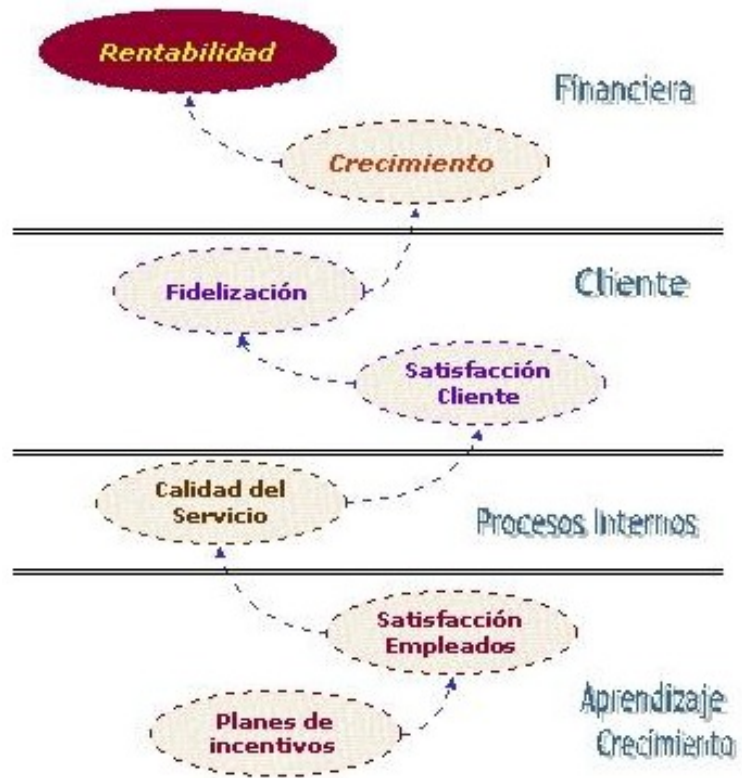 Rentabilidad
Financiera
Crecimiento
Cliente
Fidelización
Satisfacción
Cliente
Calidad del
Servicio
Procesos Internos
Satisfacción
Empleados
Aprendizaje
Crecimiento
Planes de
incentivos